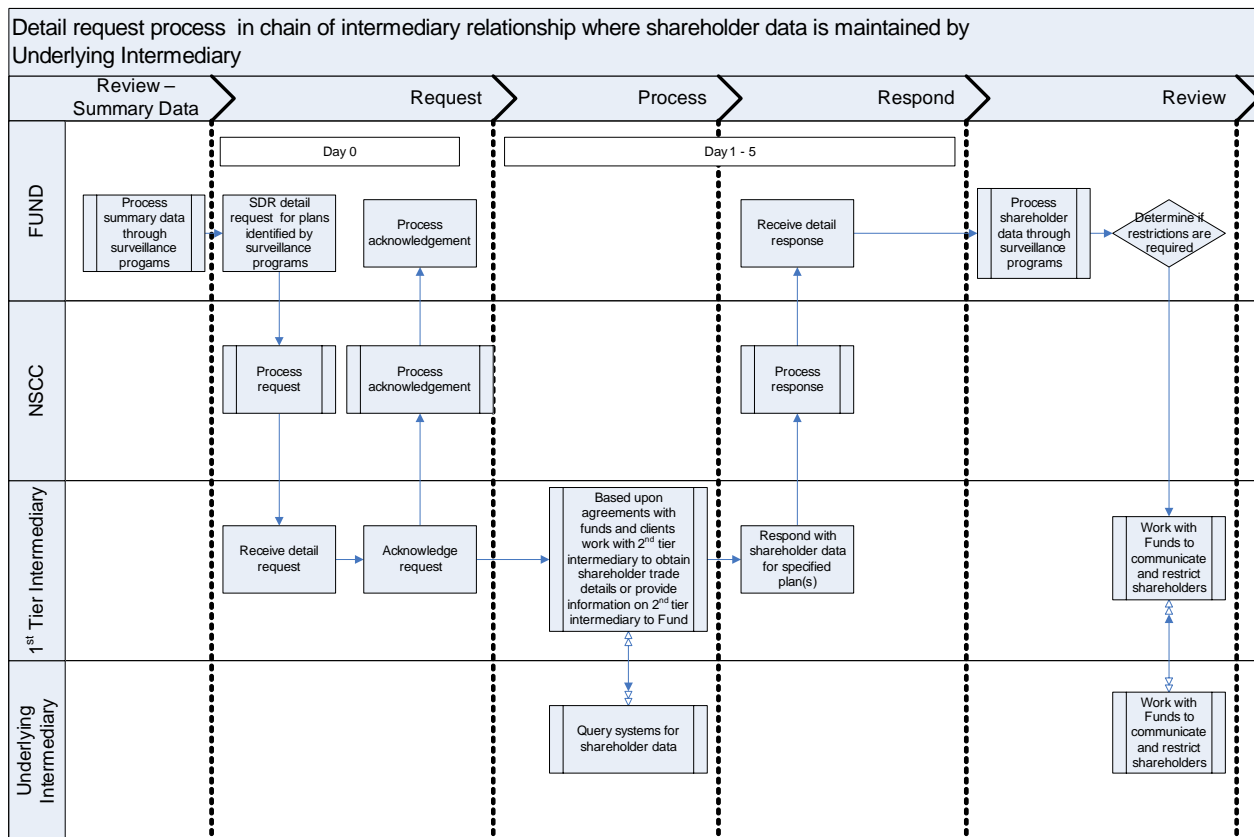 Detail request process in chain of intermediary relationship where shareholder data is maintained by
Underlying Intermediary
Review –
Summary Data
Request
Process
Respond
Review
Day 0
Day 1 - 5
FUND
Process
summary data
through
surveillance
progams
SDR detail
request for plans
identified by
surveillance
programs
Process
acknowledgement
Receive detail
response
Process
shareholder
data through
surveillance
programs
Determine if
restrictions are
required
NSCC
Process
request
Process
acknowledgement
Process
response
1st Tier Intermediary
Receive detail
request
Acknowledge
request
Based upon
agreements with
funds and clients
work with 2nd tier
intermediary to obtain
shareholder trade
details or provide
information on 2nd tier
intermediary to Fund
Respond with
shareholder data
for specified
plan(s)
Work with
Funds to
communicate
and restrict
shareholders
Underlying
Intermediary
Query systems for
shareholder data
Work with
Funds to
communicate
and restrict
shareholders